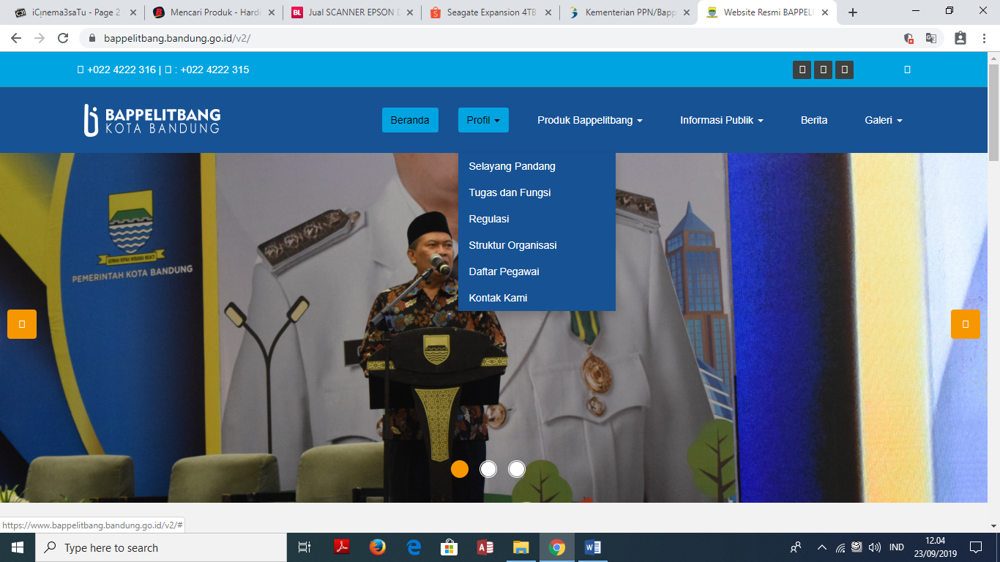 iCinema3saTu - Page 2
Mencari Produk - Hardi
Jual SCANNER EPSON D
Seagate Expansion 4TB
Kementerian PPN/Bapp
Website Resmi BAPPELI
bappelitbang.bandung.go.id/v2/
+022 4222 316 | : +022 4222 315
BAPPELITBANG
KOTA BANDUNG
Beranda
Profil
Produk Bappelitbang
Informasi Publik
Berita
Galeri
Selayang Pandang
Tugas dan Fungsi
Regulasi
Struktur Organisasi
Daftar Pegawai
Kontak Kami
PEMERINTAH KOTA BANDUNG
https://www.bappelitbang.bandung.go.id/v2/#
Type here to search
IND
12.04
23/09/2019